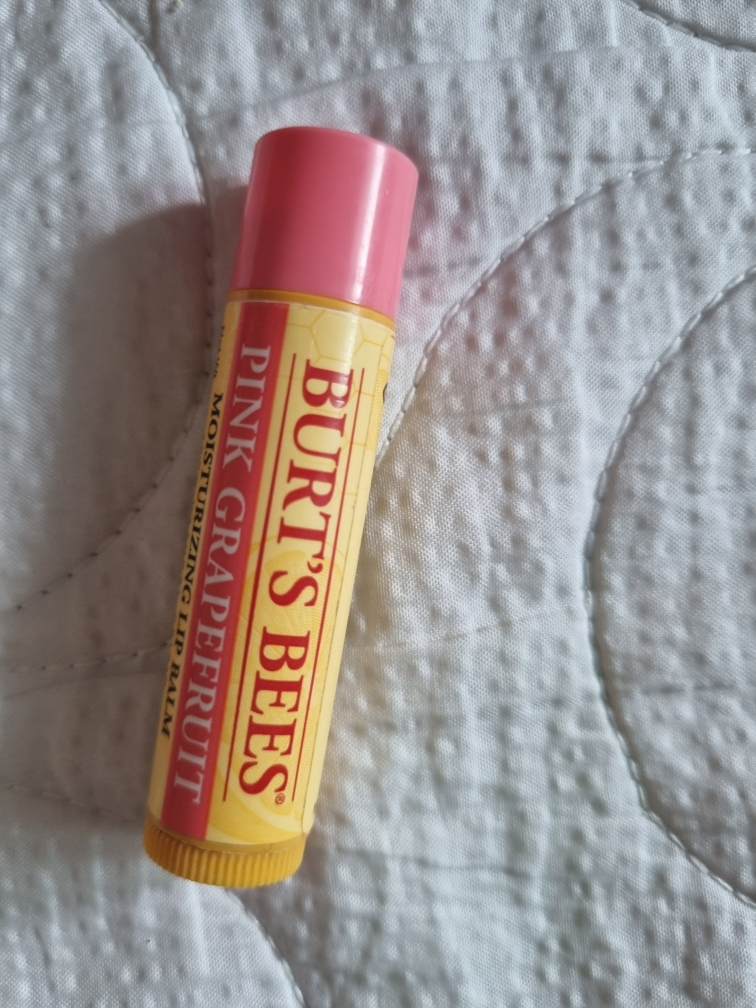 BURT'S BEES®
PINK GRAPEFRUIT
MOISTURIZING LIP BALM